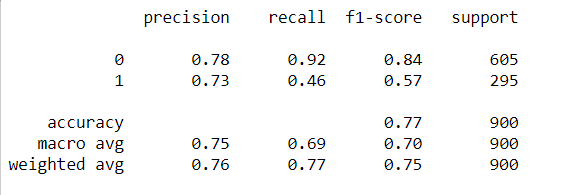 precision recall f1-score support
0 0.78 0.92 0.84 605
1 0.73 0.46 0.57 295
accuracy 0.77 900
macro avg 0.75 0.69 0.70 900
weighted avg 0.76 0.77 0.75 900